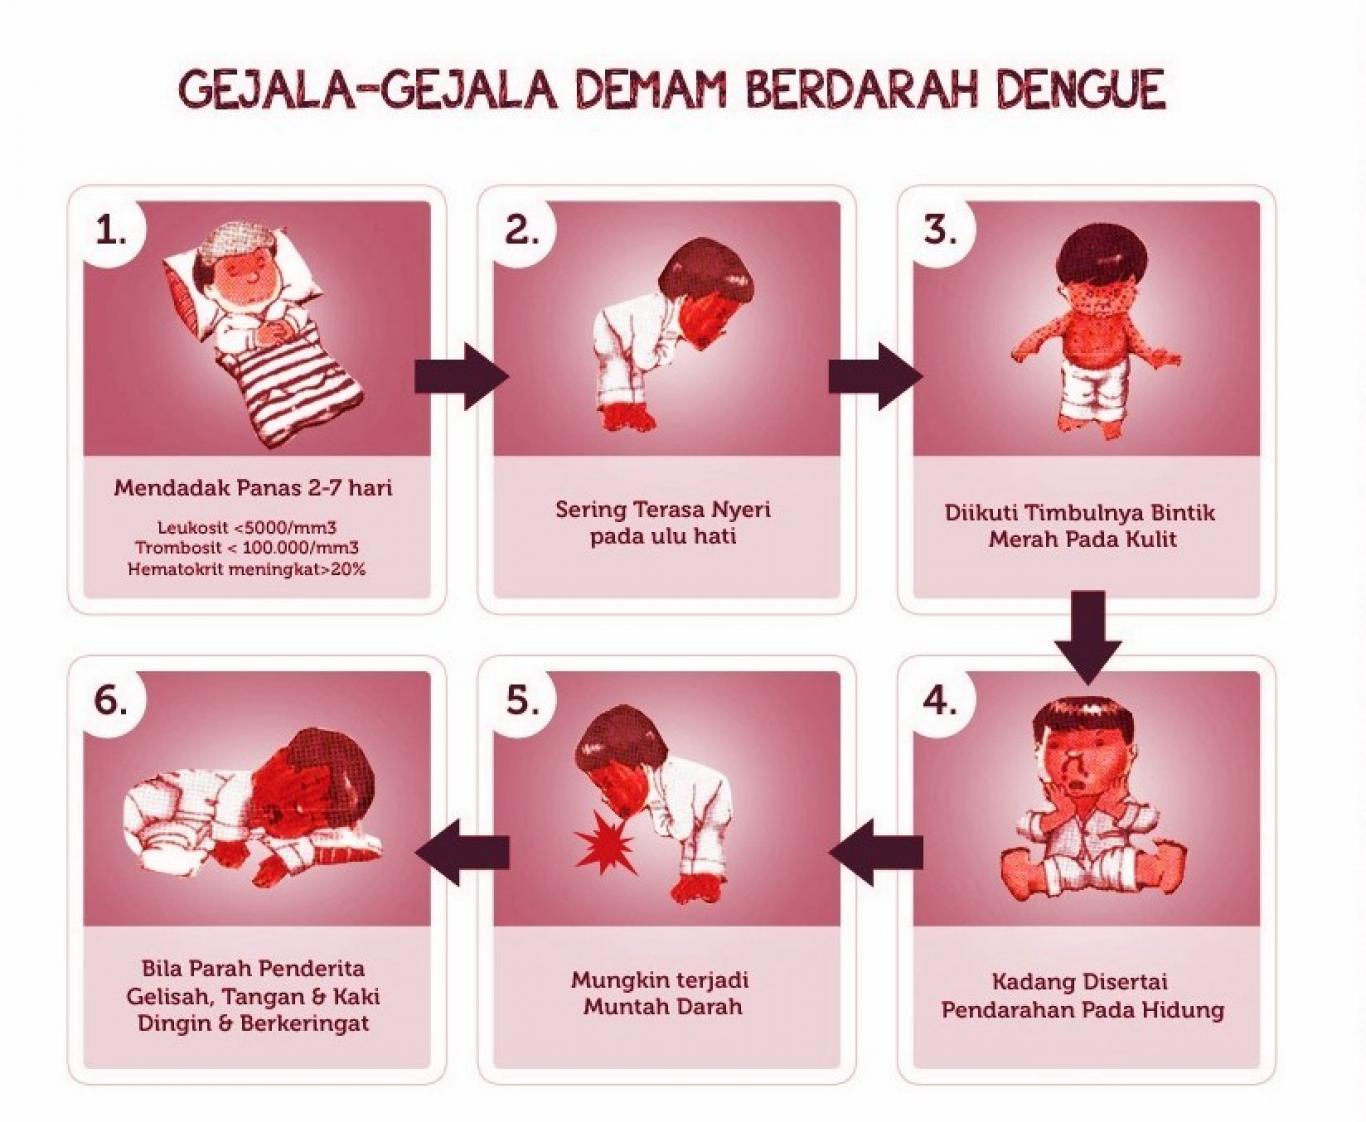 GEJALA-GEJALA DEMAM BERDARAH DENGUE
1.
Mendadak Panas 2-7 hari
Leukosit <5000/mm3
Trombosit < 100.000/mm3
Hematokrit meningkat>20%
2.
Sering Terasa Nyeri
pada ulu hati
3.
Diikuti Timbulnya Bintik
Merah Pada Kulit
4.
Kadang Disertai
Pendarahan Pada Hidung
5.
Mungkin terjadi
Muntah Darah
6.
Bila Parah Penderita
Gelisah, Tangan & Kaki
Dingin & Berkeringat